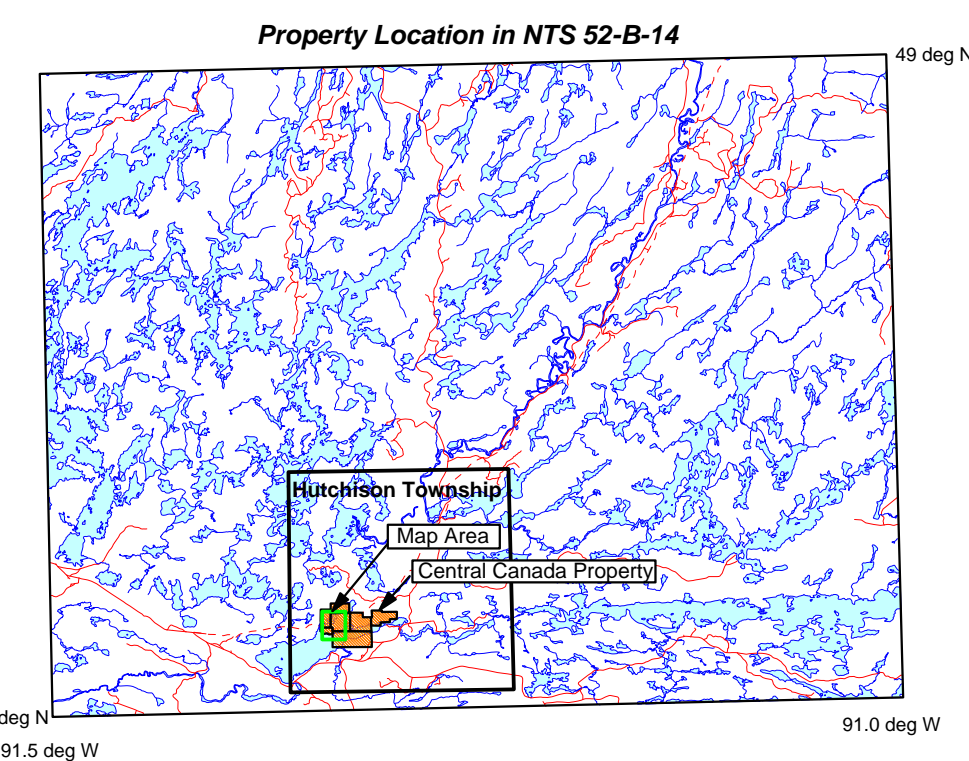 Property Location in NTS 52-B-14
49 deg N
Hutchison Township
Map Area
Central Canada Property
deg N
91.0 deg W
91.5 deg W